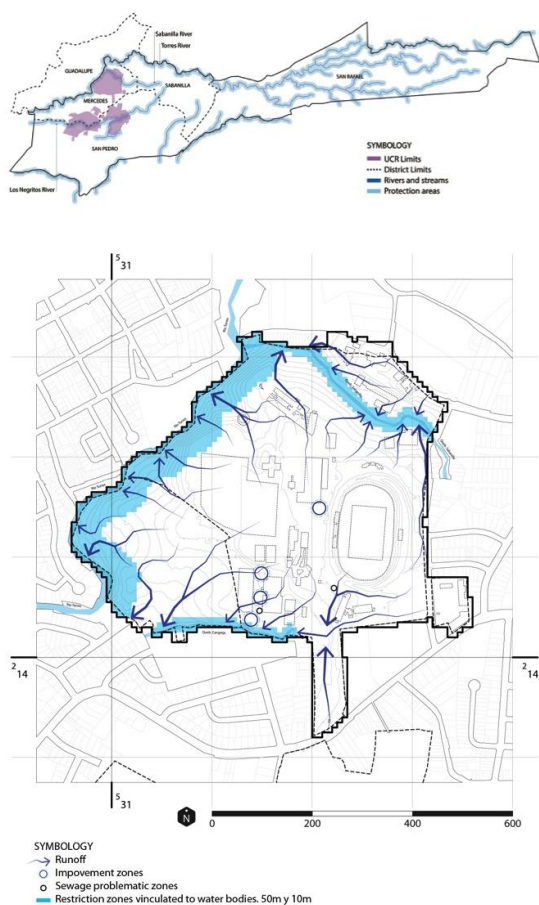 Sabanilla River
Torres River
GUADALUPE
SAN RAFAEL
SABANILLA
MERCEDES
SAN PEDRO
Los Negritos River
SYMBOLOGY
UCR Limits
District Limits
Rivers and streams
Protection areas
5
31
5
31
2
14
2
14
N
0
200
400
600
SYMBOLOGY
Runoff
Impovement zones
Sewage problematic zones
Restriction zones vinculated to water bodies. 50m y 10m